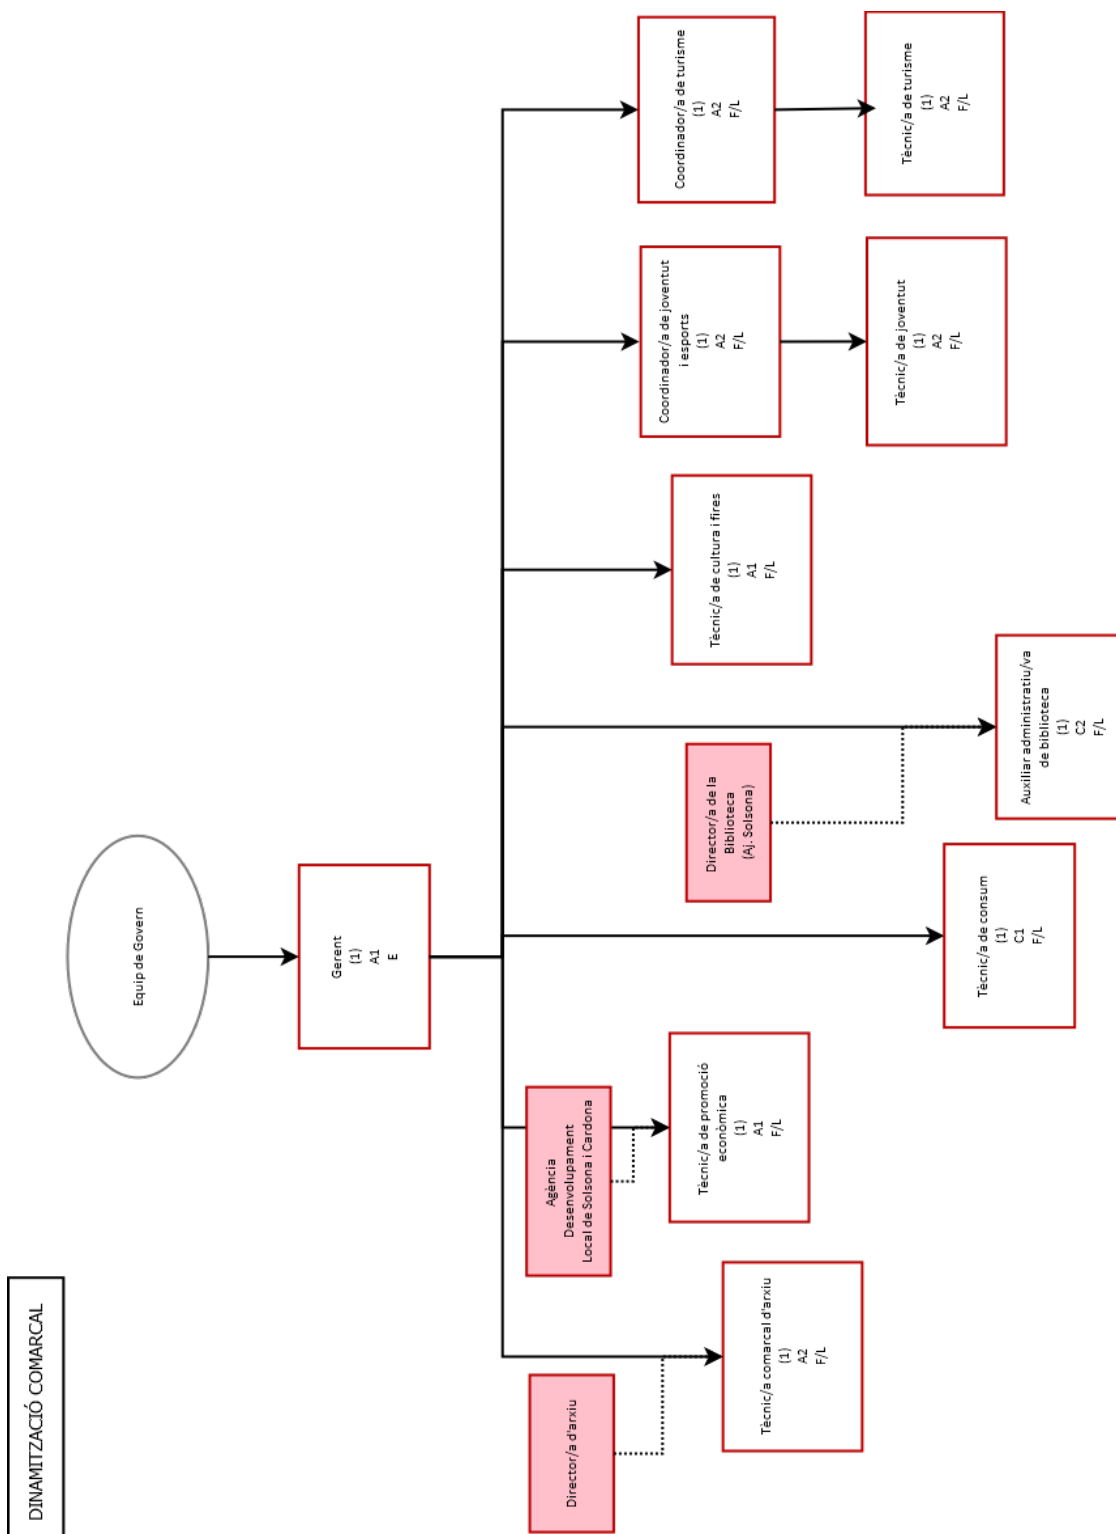 DINAMITZACIÓ COMARCAL
Equip de Govern
Gerent
(1)
A1
E
Director/a d'arxiu
Agència
Desenvolupament
Local de Solsona i Cardona
Director/a de la
Biblioteca
(Aj. Solsona)
Tècnic/a comarcal d'arxiu
(1)
A2
F/L
Tècnic/a de promoció
econòmica
(1)
A1
F/L
Tècnic/a de consum
(1)
C1
F/L
Auxiliar administratiu/va
de biblioteca
(1)
C2
F/L
Tècnic/a de cultura i fires
(1)
A1
F/L
Coordinador/a de joventut
i esports
(1)
A2
F/L
Tècnic/a de joventut
(1)
A2
F/L
Coordinador/a de turisme
(1)
A2
F/L
Tècnic/a de turisme
(1)
A2
F/L